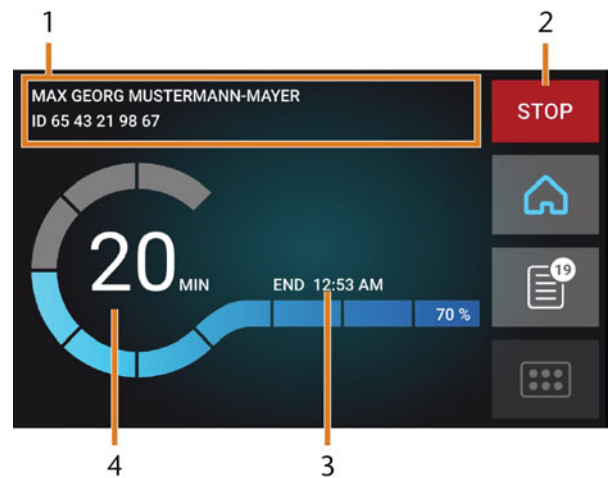 1
2
MAX GEORG MUSTERMANN-MAYER
ID 65 43 21 98 67
STOP
19
20 MIN
END 12:53 AM
70 %
4
3